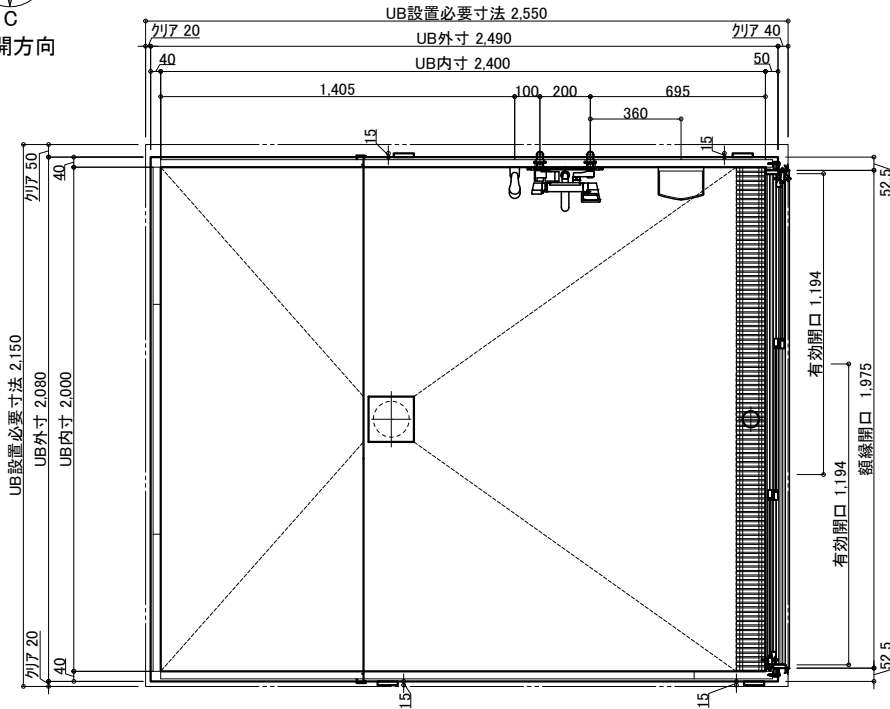 C
開方向
UB設置必要寸法 2,550
クリア 20
UB外寸 2,490
クリア 40
40
UB内寸 2,400
50
1,405
100
200
695
360
15
15
クリア 50
40
52.5
UB設置必要寸法 2,150
UB外寸 2,080
UB内寸 2,000
有効開口 1,194
額縁開口 1,975
有効開口 1,194
クリア 20
40
52.5
15
15